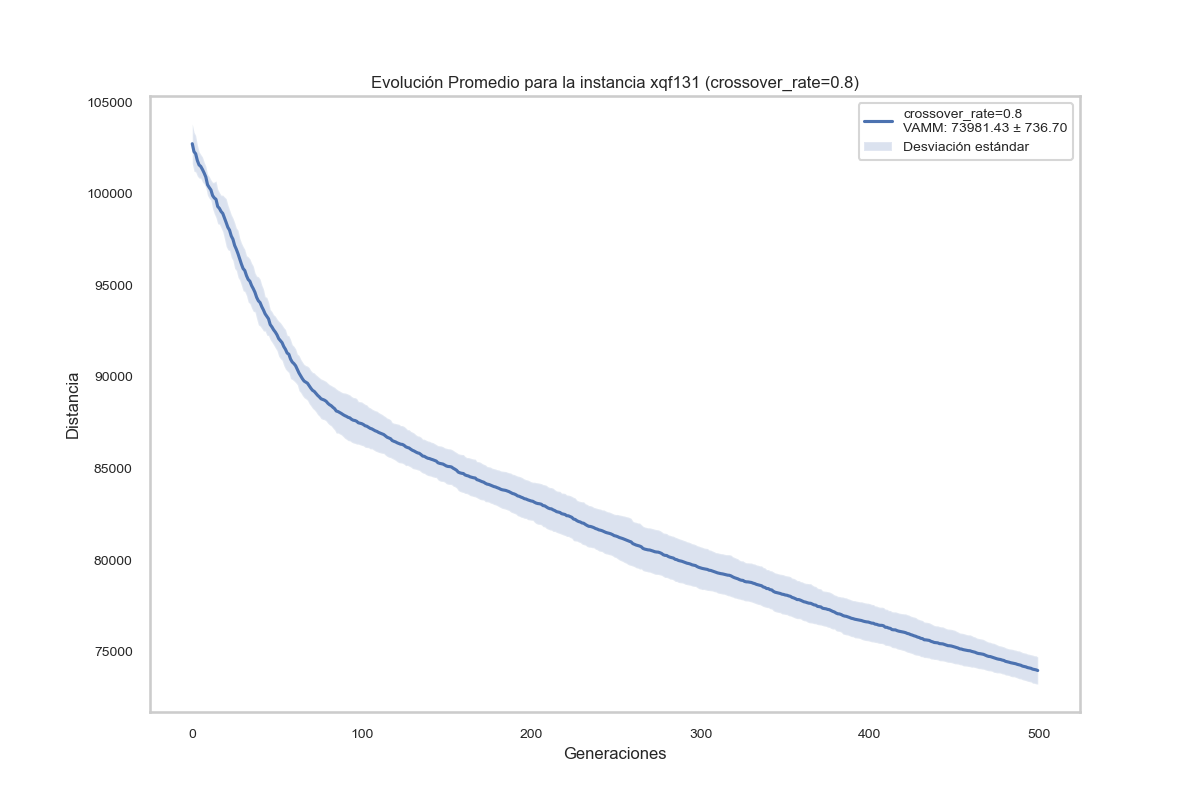 Evolución Promedio para la instancia xqf131 (crossover_rate=0.8)
crossover_rate=0.8
VAMM: 73981.43 ± 736.70
Desviación estándar
Distancia
105000
100000
95000
90000
85000
80000
75000
0 100 200 300 400 500
Generaciones